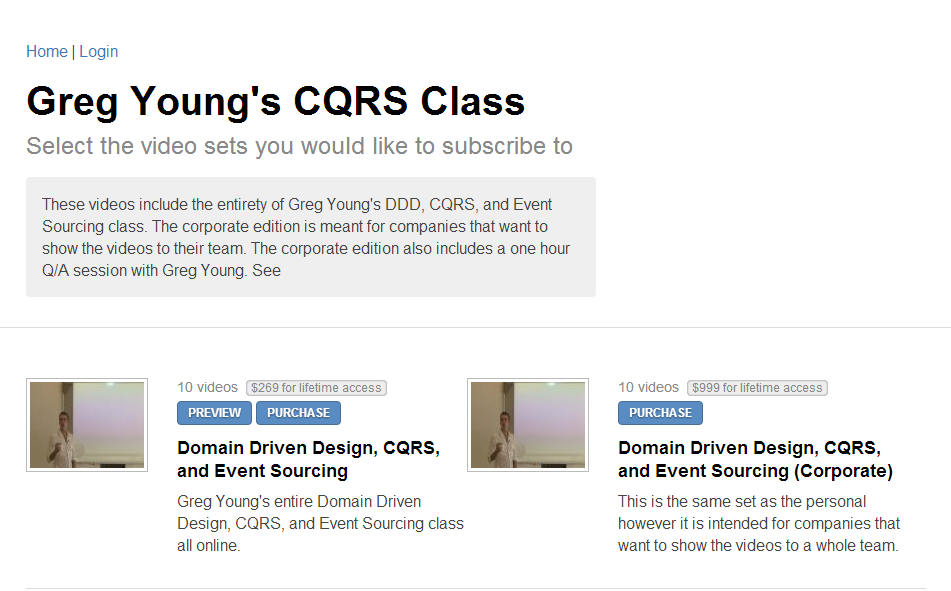 Home | Login
Greg Young's CQRS Class
Select the video sets you would like to subscribe to
These videos include the entirety of Greg Young's DDD, CQRS, and Event
Sourcing class. The corporate edition is meant for companies that want to
show the videos to their team. The corporate edition also includes a one hour
Q/A session with Greg Young. See
10 videos $269 for lifetime access
PREVIEW PURCHASE
Domain Driven Design, CQRS,
and Event Sourcing
Greg Young's entire Domain Driven
Design, CQRS, and Event Sourcing class
all online.
10 videos $999 for lifetime access
PURCHASE
Domain Driven Design, CQRS,
and Event Sourcing (Corporate)
This is the same set as the personal
however it is intended for companies that
want to show the videos to a whole team.